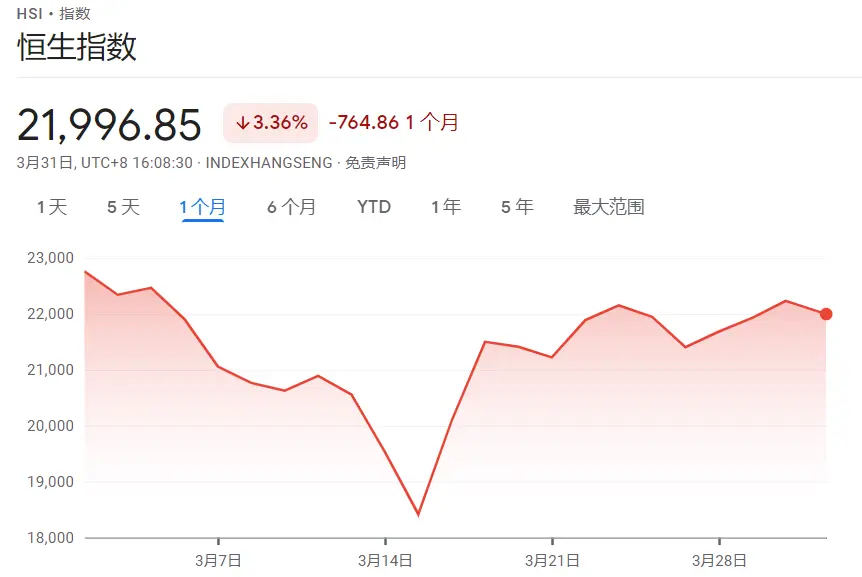 HSI • 指数
恒生指数
21,996.85 ↓3.36% -764.86 1 个月
3月31日, UTC+8 16:08:30 · INDEXHANGSENG · 免责声明
1 天 5 天 1 个月 6 个月 YTD 1 年 5 年 最大范围
23,000
22,000
21,000
20,000
19,000
18,000
3月7日 3月14日 3月21日 3月28日